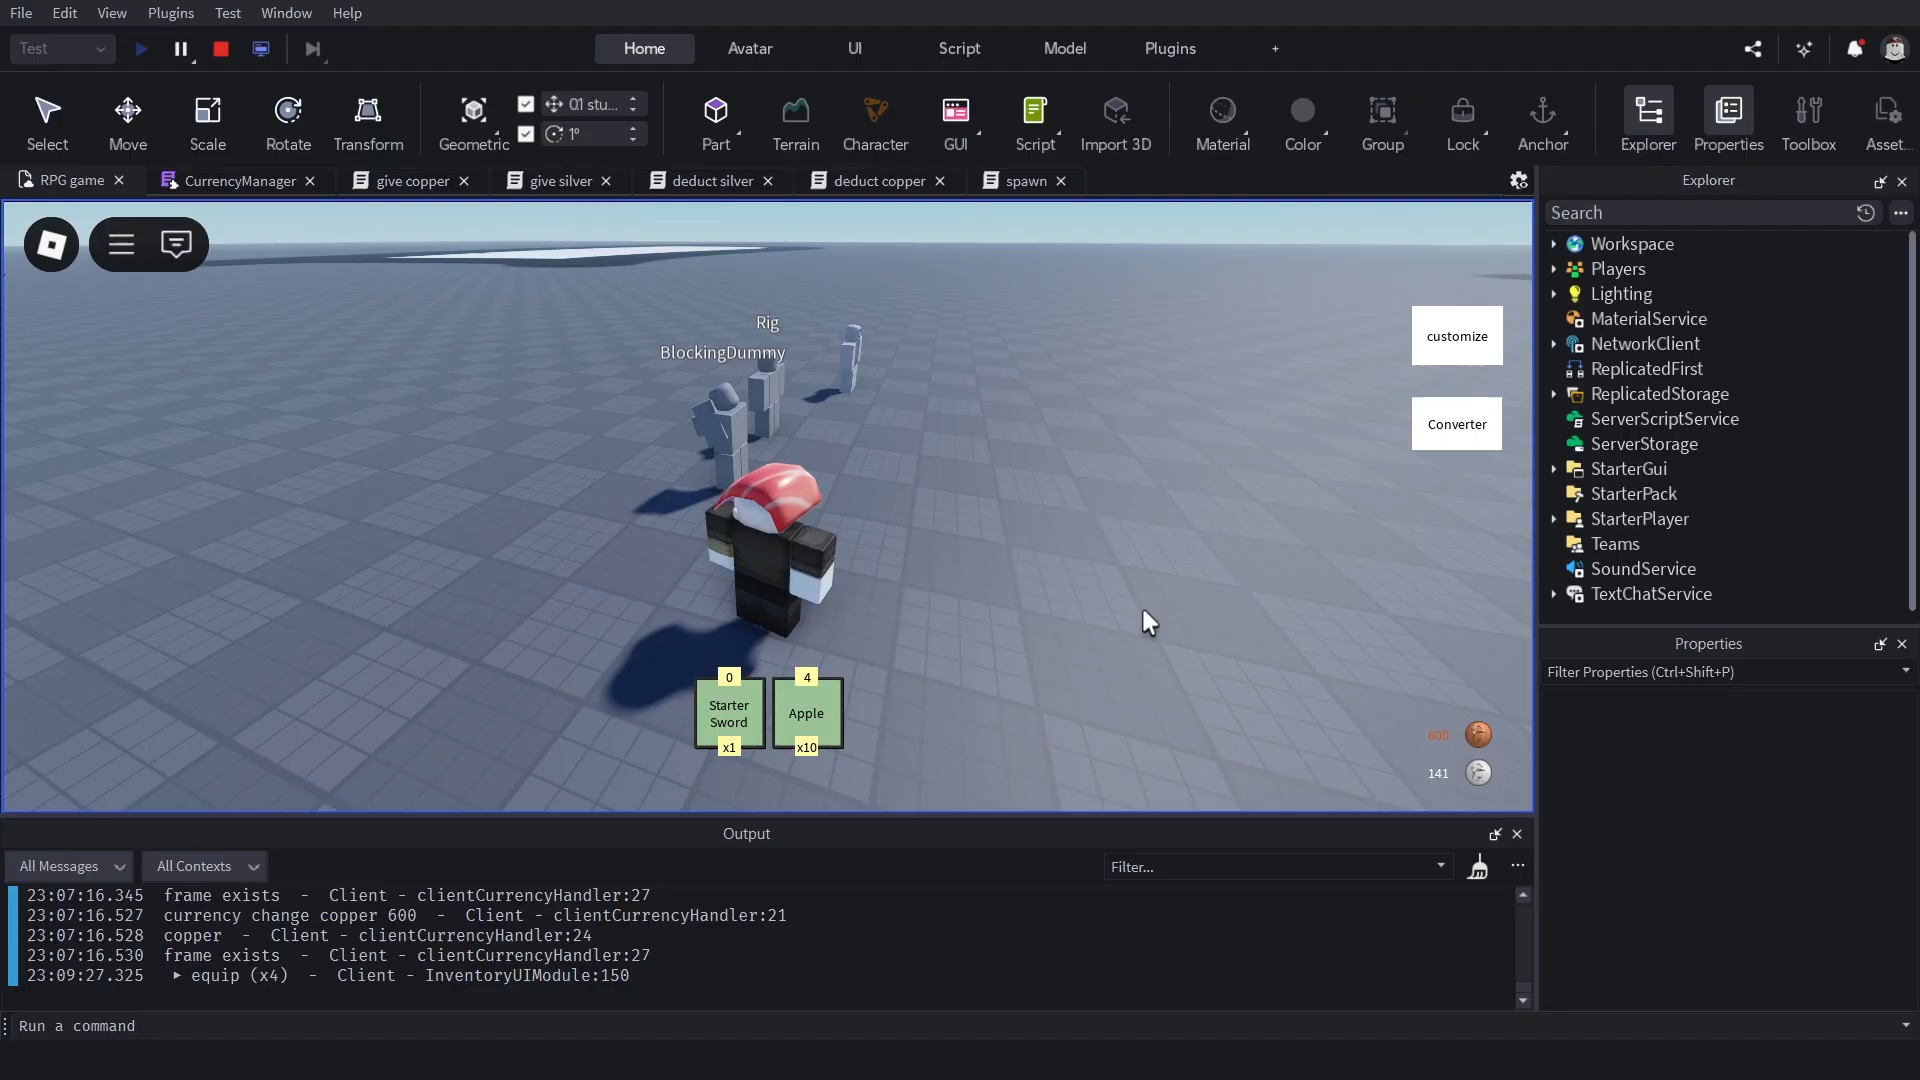 File Edit View Plugins Test Window Help
Test Home Avatar UI Script Model Plugins +
Select Move Scale Rotate Transform Geometric 0.1 stu... 1° Part Terrain Character GUI Script Import 3D Material Color Group Lock Anchor Explorer Properties Toolbox Asset...
RPG game CurrencyManager give copper give silver deduct silver deduct copper spawn
Rig
BlockingDummy
customize
Converter
0 4
Starter Sword Apple
x1 x10
600
141
Explorer
Search
Workspace
Players
Lighting
MaterialService
NetworkClient
ReplicatedFirst
ReplicatedStorage
ServerScriptService
ServerStorage
StarterGui
StarterPack
StarterPlayer
Teams
SoundService
TextChatService
Properties
Filter Properties (Ctrl+Shift+P)
Output
All Messages All Contexts Filter...
23:07:16.345 frame exists - Client - clientCurrencyHandler:27
23:07:16.527 currency change copper 600 - Client - clientCurrencyHandler:21
23:07:16.528 copper - Client - clientCurrencyHandler:24
23:07:16.530 frame exists - Client - clientCurrencyHandler:27
23:09:27.325 ▸ equip (x4) - Client - InventoryUIModule:150
Run a command